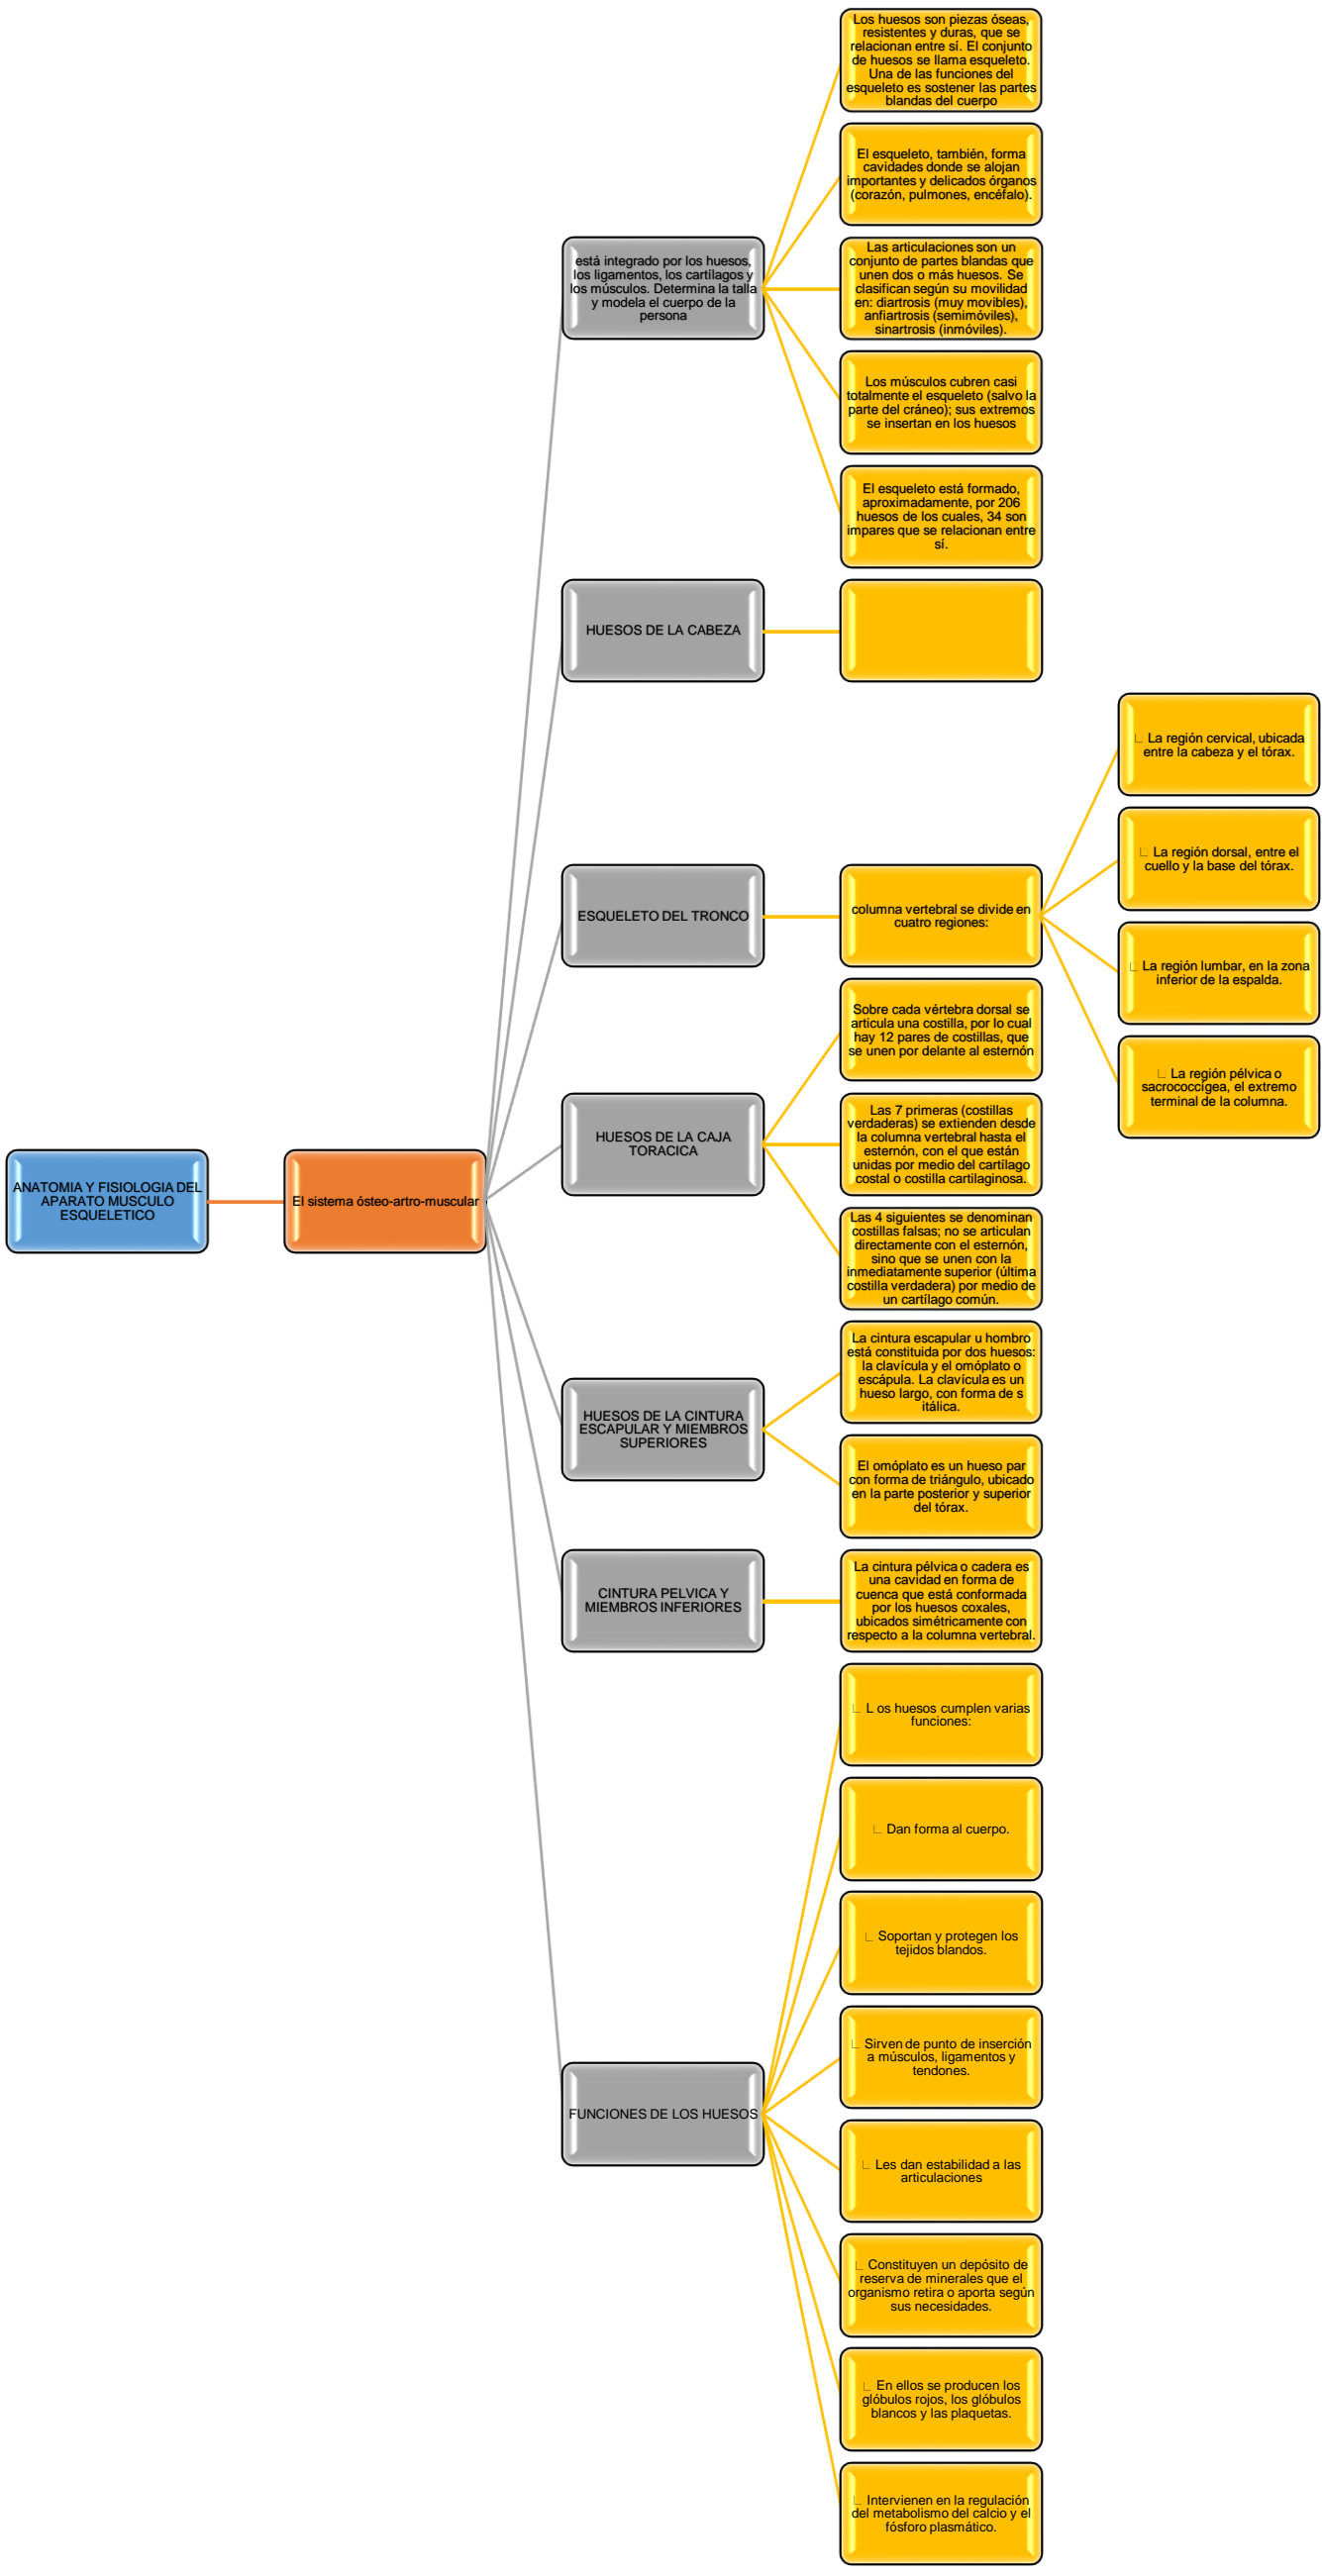 ANATOMIA Y FISIOLOGIA DEL
APARATO MUSCULO
ESQUELETICO
El sistema ósteo-artro-muscular
está integrado por los huesos,
los ligamentos, los cartílagos y
los músculos. Determina la talla
y modela el cuerpo de la
persona
Los huesos son piezas óseas,
resistentes y duras, que se
relacionan entre sí. El conjunto
de huesos se llama esqueleto.
Una de las funciones del
esqueleto es sostener las partes
blandas del cuerpo
El esqueleto, también, forma
cavidades donde se alojan
importantes y delicados órganos
(corazón, pulmones, encéfalo).
Las articulaciones son un
conjunto de partes blandas que
unen dos o más huesos. Se
clasifican según su movilidad
en: diartrosis (muy movibles),
anfiartrosis (semimóviles),
sinartrosis (inmóviles).
Los músculos cubren casi
totalmente el esqueleto (salvo la
parte del cráneo); sus extremos
se insertan en los huesos
El esqueleto está formado,
aproximadamente, por 206
huesos de los cuales, 34 son
impares que se relacionan entre
sí.
HUESOS DE LA CABEZA
ESQUELETO DEL TRONCO
columna vertebral se divide en
cuatro regiones:
La región cervical, ubicada
entre la cabeza y el tórax.
La región dorsal, entre el
cuello y la base del tórax.
La región lumbar, en la zona
inferior de la espalda.
La región pélvica o
sacrococcígea, el extremo
terminal de la columna.
HUESOS DE LA CAJA
TORACICA
Sobre cada vértebra dorsal se
articula una costilla, por lo cual
hay 12 pares de costillas, que
se unen por delante al esternón
Las 7 primeras (costillas
verdaderas) se extienden desde
la columna vertebral hasta el
esternón, con el que están
unidas por medio del cartílago
costal o costilla cartilaginosa.
Las 4 siguientes se denominan
costillas falsas; no se articulan
directamente con el esternón,
sino que se unen con la
inmediatamente superior (última
costilla verdadera) por medio de
un cartílago común.
HUESOS DE LA CINTURA
ESCAPULAR Y MIEMBROS
SUPERIORES
La cintura escapular u hombro
está constituida por dos huesos:
la clavícula y el omóplato o
escápula. La clavícula es un
hueso largo, con forma de s
itálica.
El omóplato es un hueso par
con forma de triángulo, ubicado
en la parte posterior y superior
del tórax.
CINTURA PELVICA Y
MIEMBROS INFERIORES
La cintura pélvica o cadera es
una cavidad en forma de
cuenca que está conformada
por los huesos coxales,
ubicados simétricamente con
respecto a la columna vertebral.
FUNCIONES DE LOS HUESOS
L os huesos cumplen varias
funciones:
Dan forma al cuerpo.
Soportan y protegen los
tejidos blandos.
Sirven de punto de inserción
a músculos, ligamentos y
tendones.
Les dan estabilidad a las
articulaciones
Constituyen un depósito de
reserva de minerales que el
organismo retira o aporta según
sus necesidades.
En ellos se producen los
glóbulos rojos, los glóbulos
blancos y las plaquetas.
Intervienen en la regulación
del metabolismo del calcio y el
fósforo plasmático.